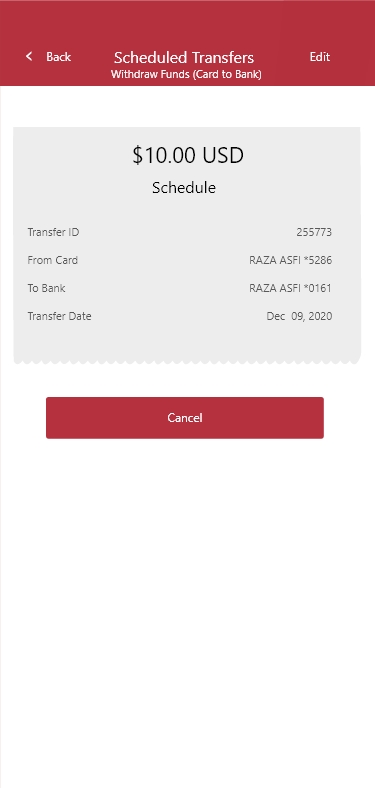 Back
Scheduled Transfers
Edit
Withdraw Funds (Card to Bank)
$10.00 USD
Schedule
Transfer ID 255773
From Card RAZA ASFI *5286
To Bank RAZA ASFI *0161
Transfer Date Dec 09, 2020
Cancel